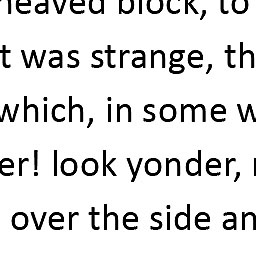 heaved block, to
t was strange, th
which, in some w
er! look yonder,
over the side an